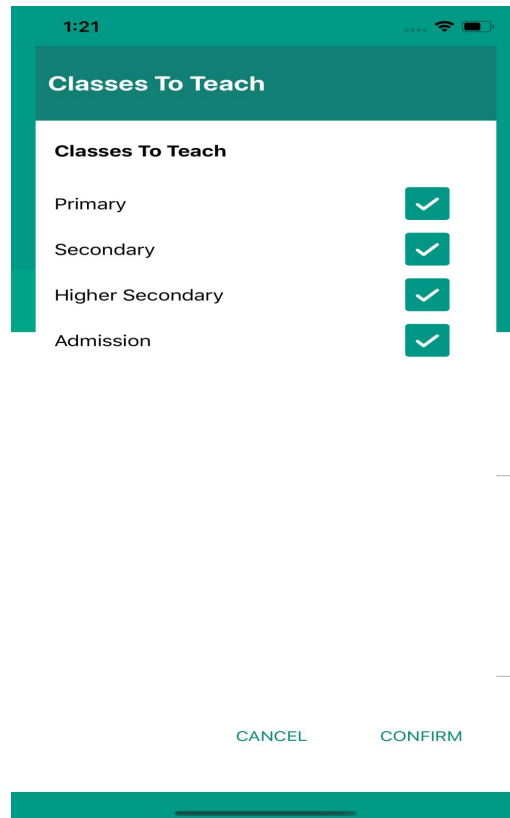 1:21
Classes To Teach
Classes To Teach
Primary
Secondary
Higher Secondary
Admission
CANCEL CONFIRM